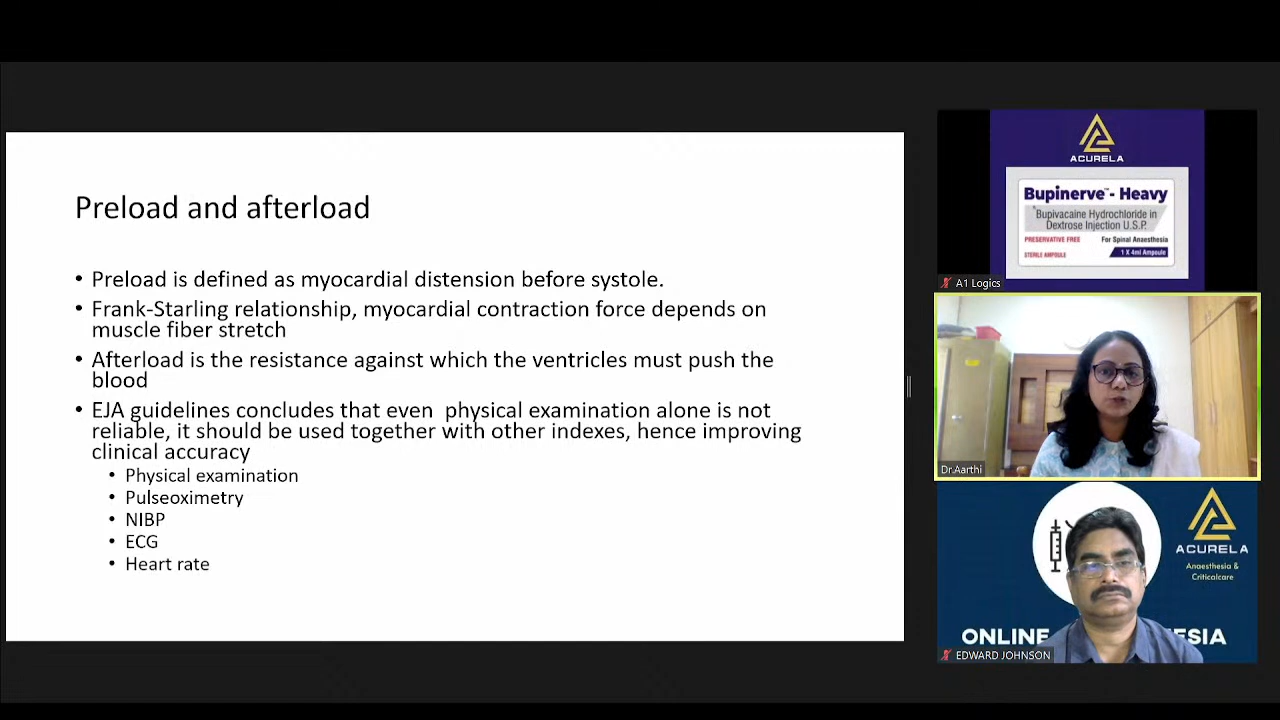 Preload and afterload
• Preload is defined as myocardial distension before systole.
• Frank-Starling relationship, myocardial contraction force depends on
muscle fiber stretch
• Afterload is the resistance against which the ventricles must push the
blood
• EJA guidelines concludes that even physical examination alone is not
reliable, it should be used together with other indexes, hence improving
clinical accuracy
• Physical examination
• Pulseoximetry
• NIBP
• ECG
• Heart rate
ACURELA
Bupinerve™- Heavy
Bupivacaine Hydrochloride in
Dextrose Injection U.S.P.
PRESERVATIVE FREE For Spinal Anaesthesia
STERILE AMPOULE 1 X 4ml Ampoule
A1 Logics
Dr.Aarthi
ACURELA
Anaesthesia &
Criticalcare
ONLINE ESIA
EDWARD JOHNSON